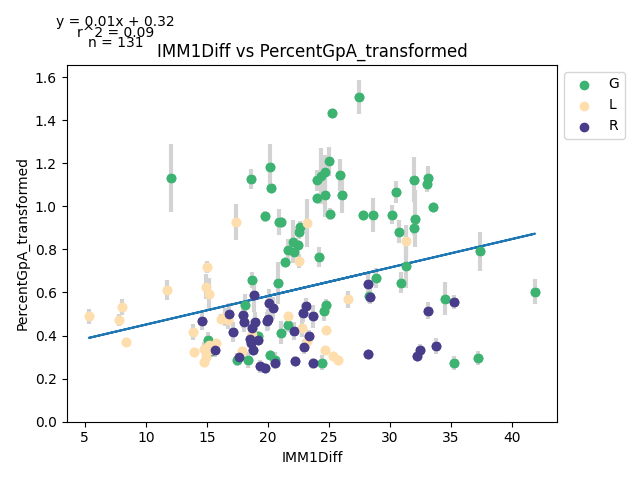 y = 0.01x + 0.32
r^2 = 0.09
n = 131
IMM1Diff vs PercentGpA_transformed
G
L
R
PercentGpA_transformed
1.6
1.4
1.2
1.0
0.8
0.6
0.4
0.2
0.0
5 10 15 20 25 30 35 40
IMM1Diff